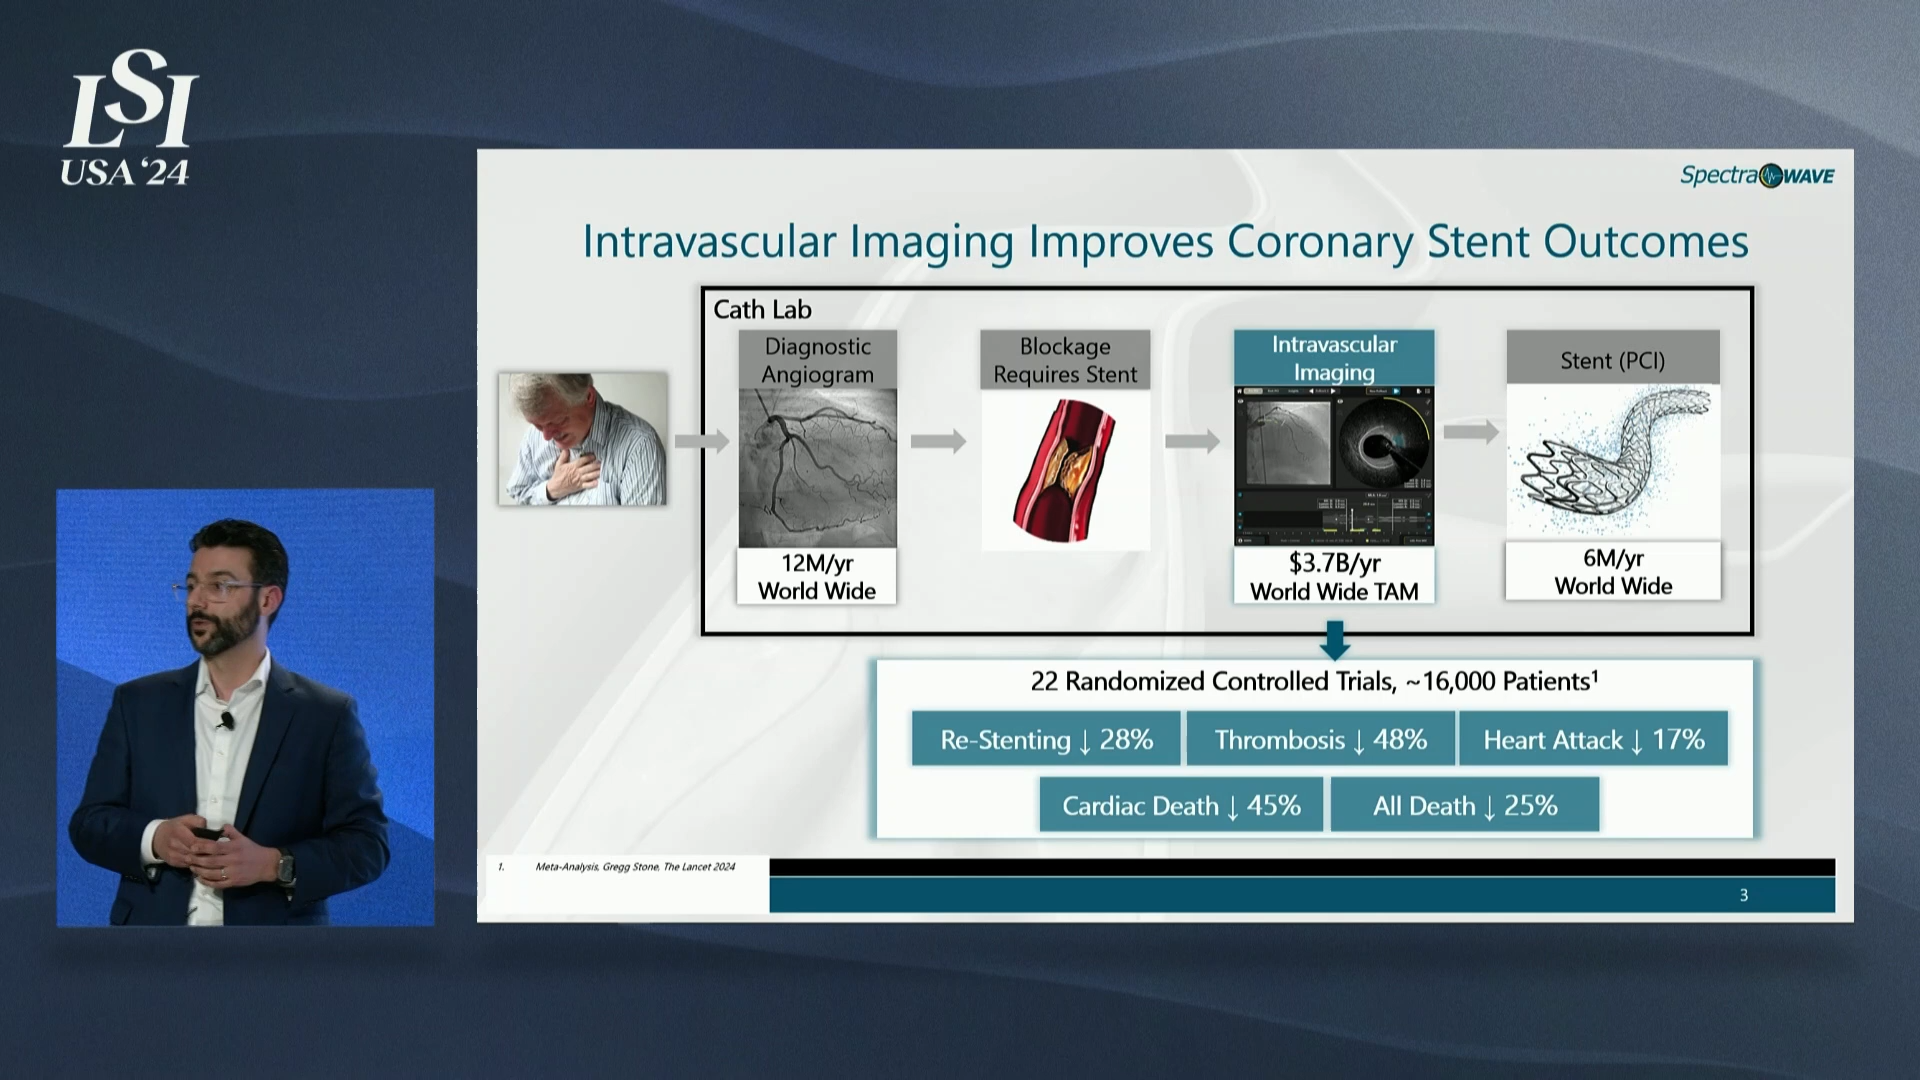 LSI
USA '24
SpectraWAVE
Intravascular Imaging Improves Coronary Stent Outcomes
Cath Lab
Diagnostic
Angiogram
Blockage
Requires Stent
Intravascular
Imaging
Stent (PCI)
12M/yr
World Wide
$3.7B/yr
World Wide TAM
6M/yr
World Wide
22 Randomized Controlled Trials, ~16,000 Patients¹
Re-Stenting ↓ 28%
Thrombosis ↓ 48%
Heart Attack ↓ 17%
Cardiac Death ↓ 45%
All Death ↓ 25%
1. Meta-Analysis, Gregg Stone, The Lancet 2024
3